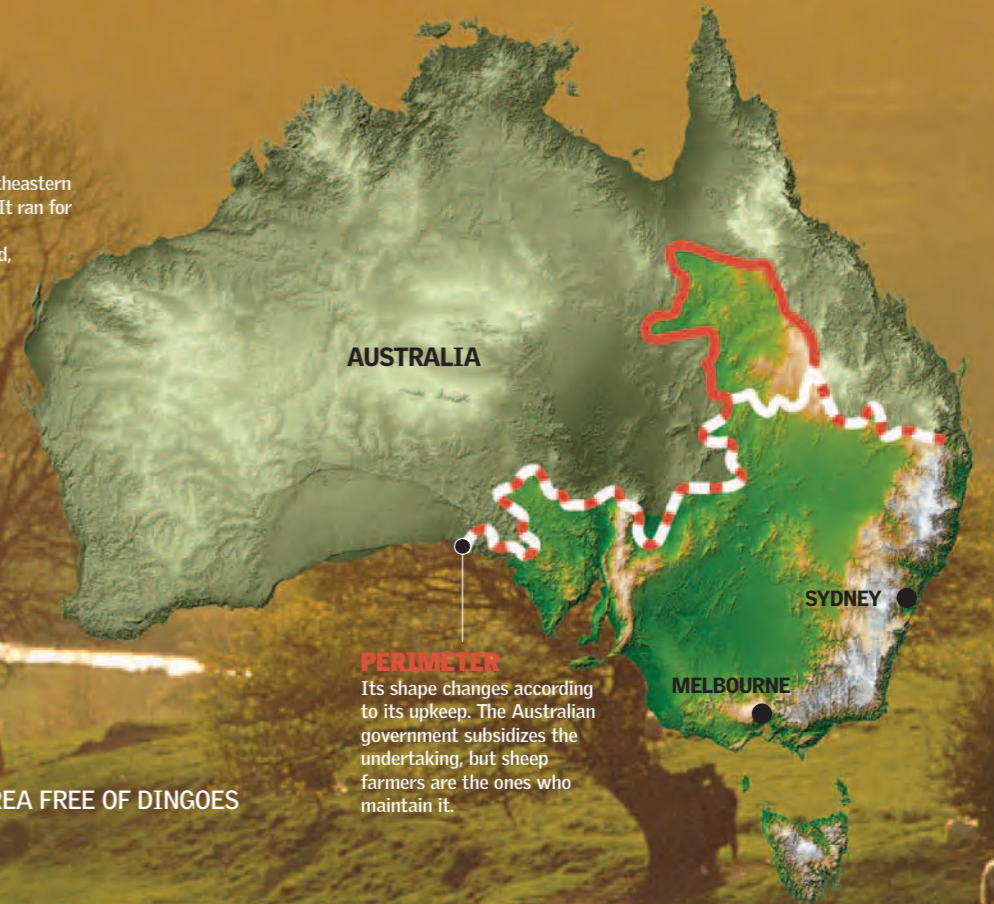 theastern
It ran for
d,
AUSTRALIA
SYDNEY
MELBOURNE
PERIMETER
Its shape changes according
to its upkeep. The Australian
government subsidizes the
undertaking, but sheep
farmers are the ones who
maintain it.
REA FREE OF DINGOES